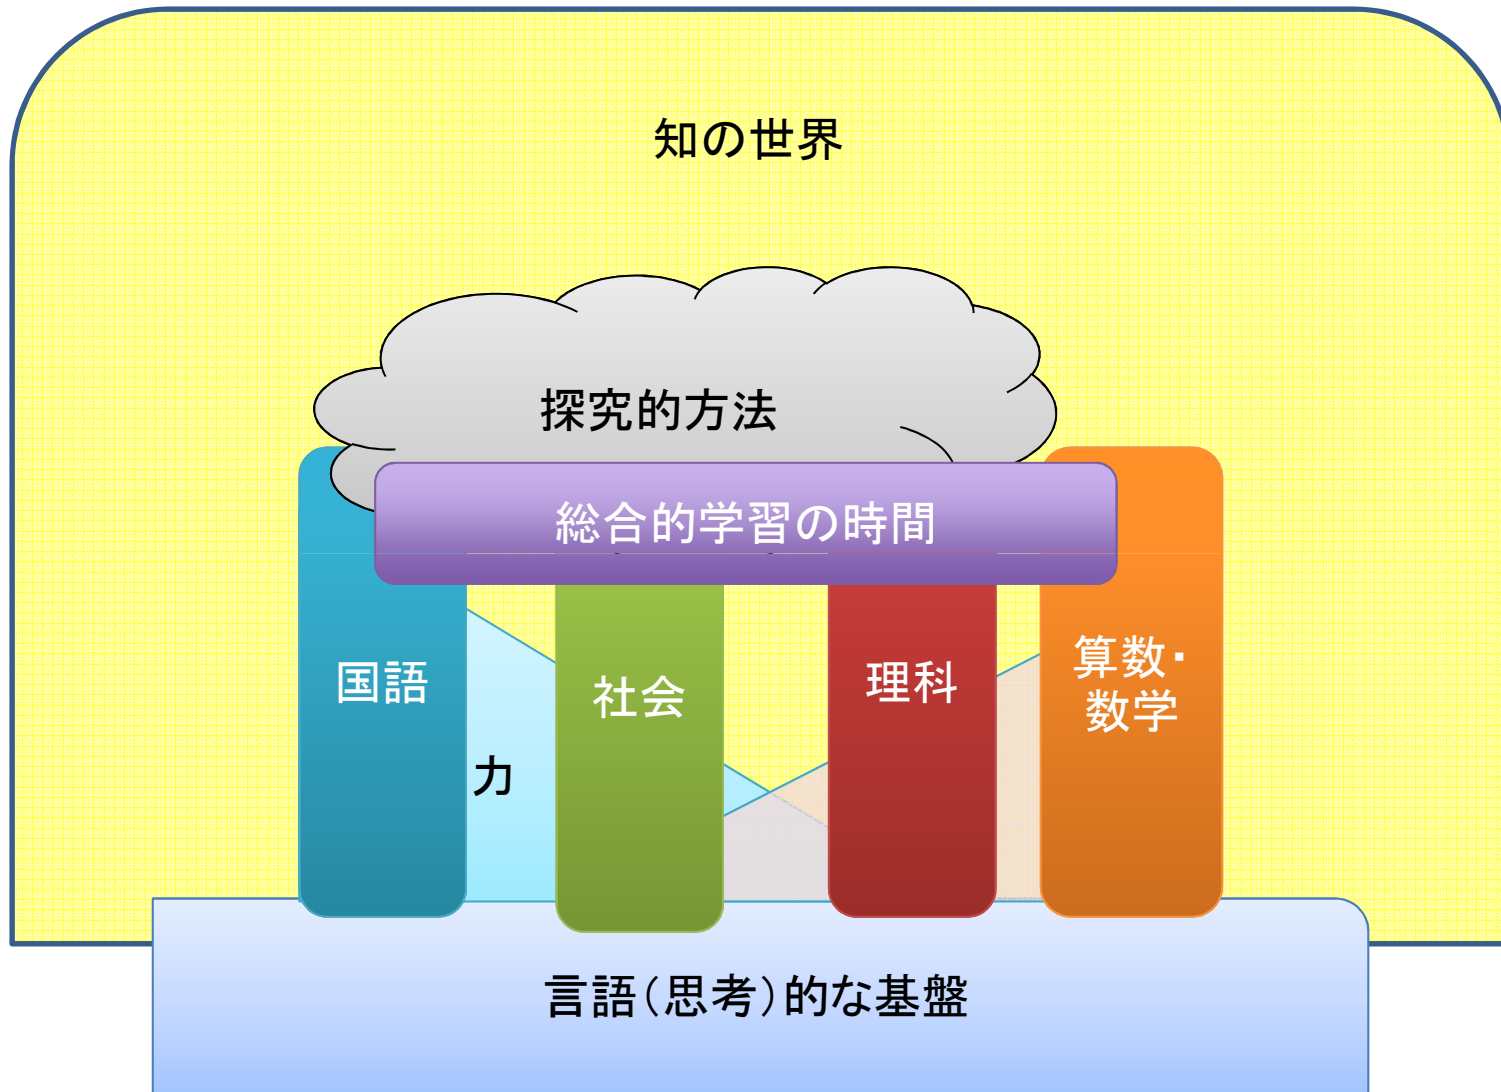 知の世界
探究的方法
総合的学習の時間
国語
社会
理科
算数・
数学
力
言語（思考）的な基盤